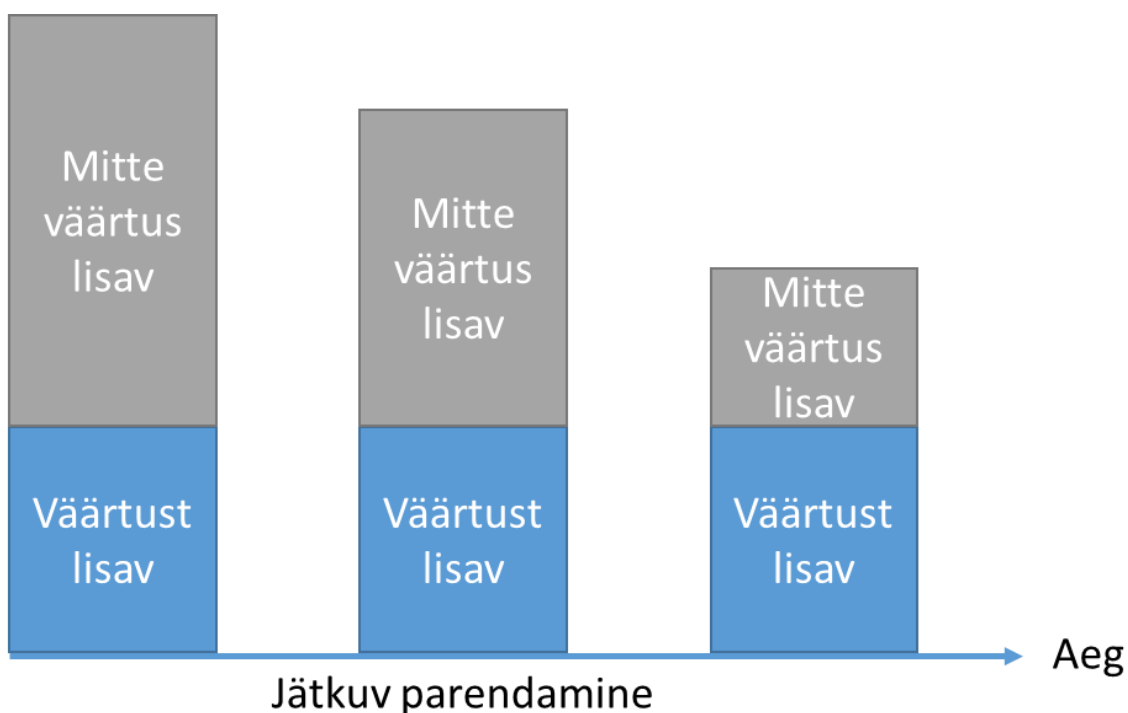 Mitte
väärtus
lisav
Mitte
väärtus
lisav
Mitte
väärtus
lisav
Väärtust
lisav
Väärtust
lisav
Väärtust
lisav
Aeg
Jätkuv parendamine